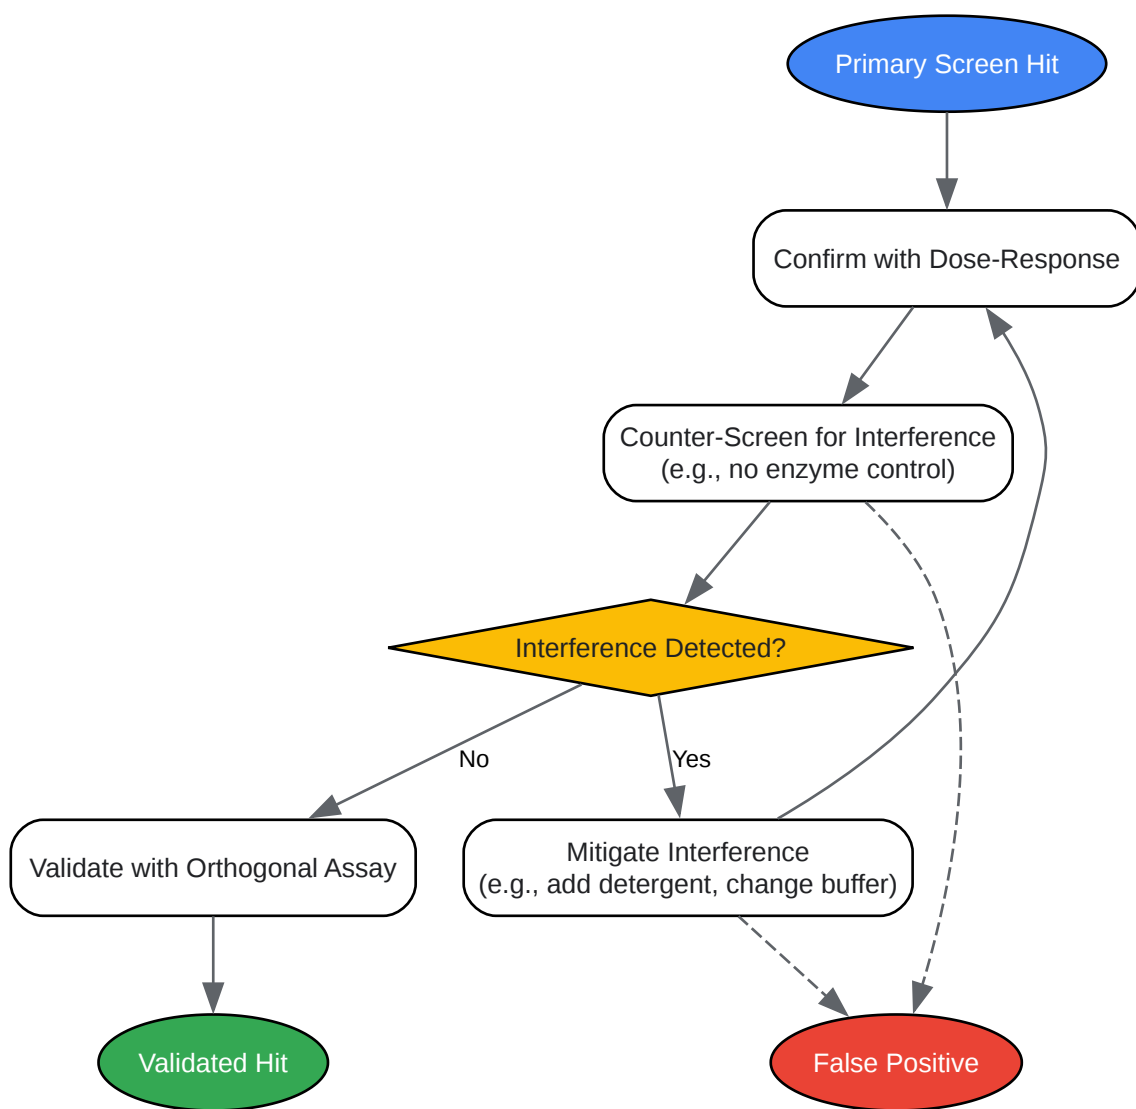 Primary Screen Hit
Confirm with Dose-Response
Counter-Screen for Interference
(e.g., no enzyme control)
Interference Detected?
No
Yes
Validate with Orthogonal Assay
Mitigate Interference
(e.g., add detergent, change buffer)
Validated Hit
False Positive